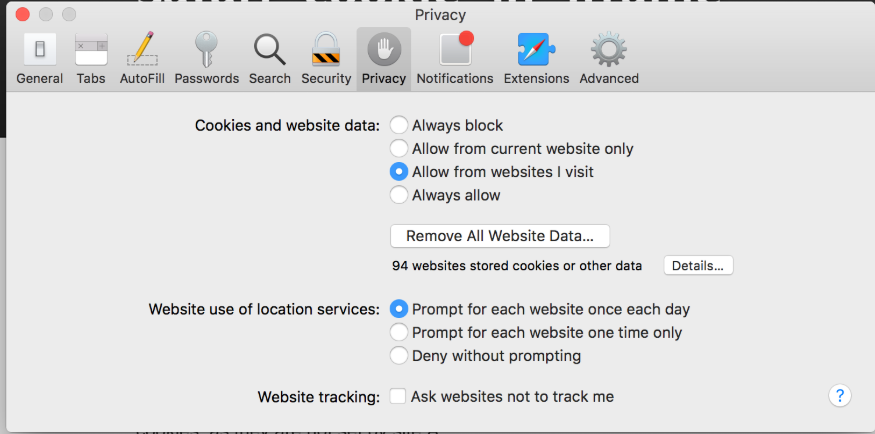 Privacy
General Tabs AutoFill Passwords Search Security Privacy Notifications Extensions Advanced
Cookies and website data: Always block
Allow from current website only
Allow from websites I visit
Always allow
Remove All Website Data...
94 websites stored cookies or other data Details...
Website use of location services: Prompt for each website once each day
Prompt for each website one time only
Deny without prompting
Website tracking: Ask websites not to track me
?